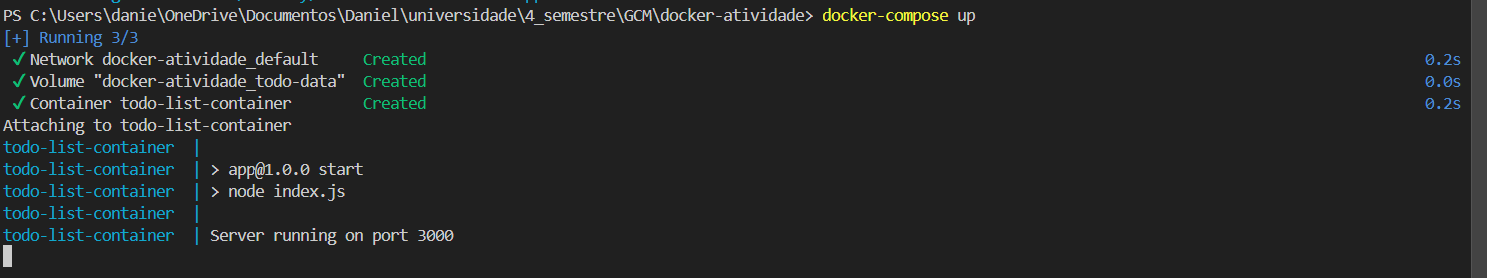 PS C:\Users\danie\OneDrive\Documentos\Daniel\universidade\4_semestre\GCM\docker-atividade> docker-compose up
[+] Running 3/3
✓ Network docker-atividade_default Created 0.2s
✓ Volume "docker-atividade_todo-data" Created 0.0s
✓ Container todo-list-container Created 0.2s
Attaching to todo-list-container
todo-list-container |
todo-list-container | > app@1.0.0 start
todo-list-container | > node index.js
todo-list-container |
todo-list-container | Server running on port 3000